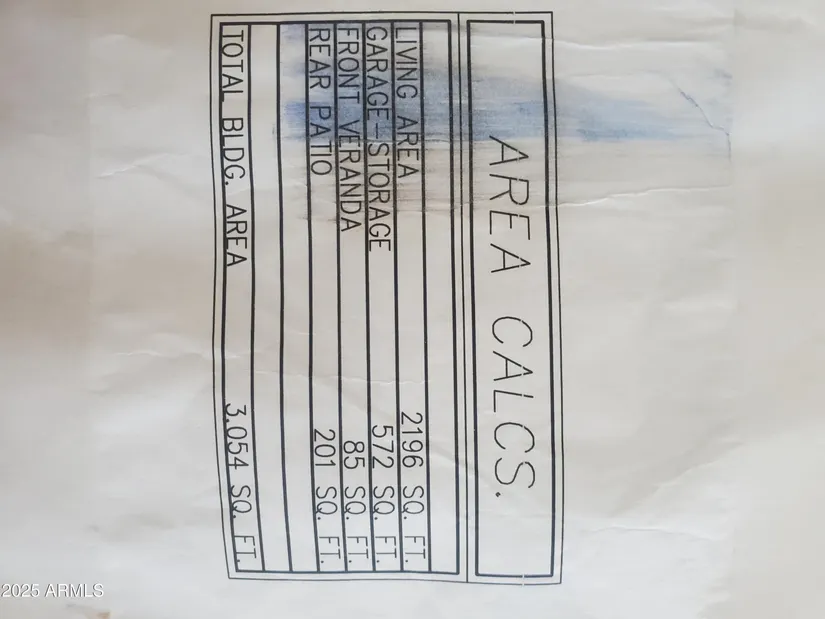 AREA CALCS.
LIVING AREA 2196 SQ. FT.
GARAGE-STORAGE 572 SQ. FT.
FRONT VERANDA 85 SQ. FT.
REAR PATIO 201 SQ. FT.
TOTAL BLDG. AREA 3,054 SQ. FT.
2025 ARMLS